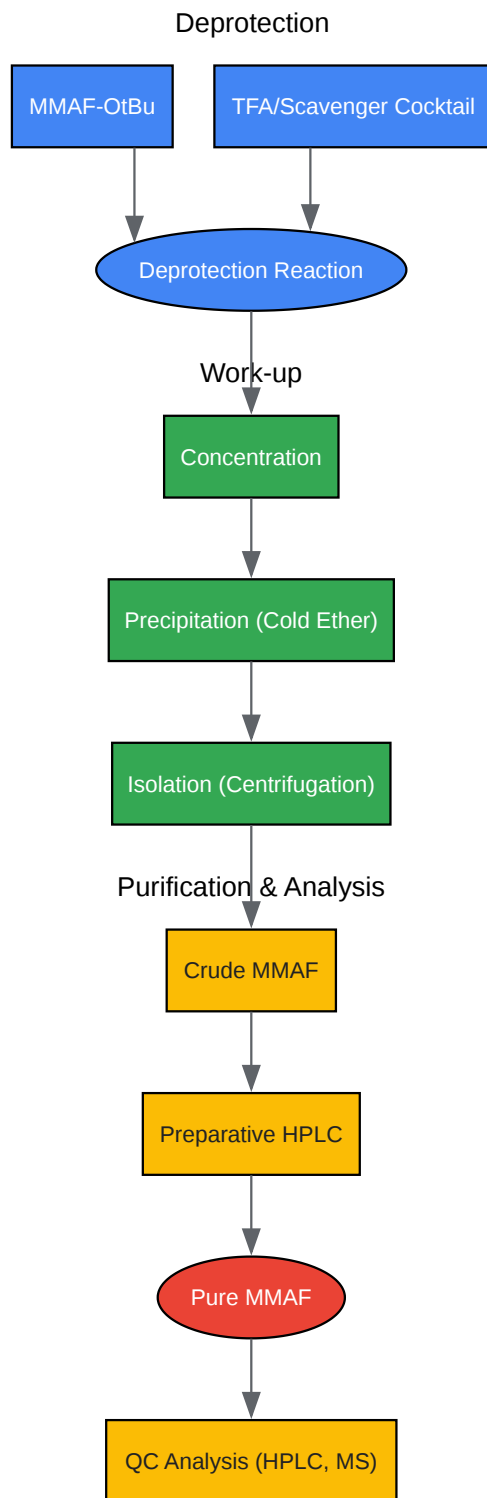 Deprotection
MMAF-OtBu
TFA/Scavenger Cocktail
Deprotection Reaction
Work-up
Concentration
Precipitation (Cold Ether)
Isolation (Centrifugation)
Purification & Analysis
Crude MMAF
Preparative HPLC
Pure MMAF
QC Analysis (HPLC, MS)